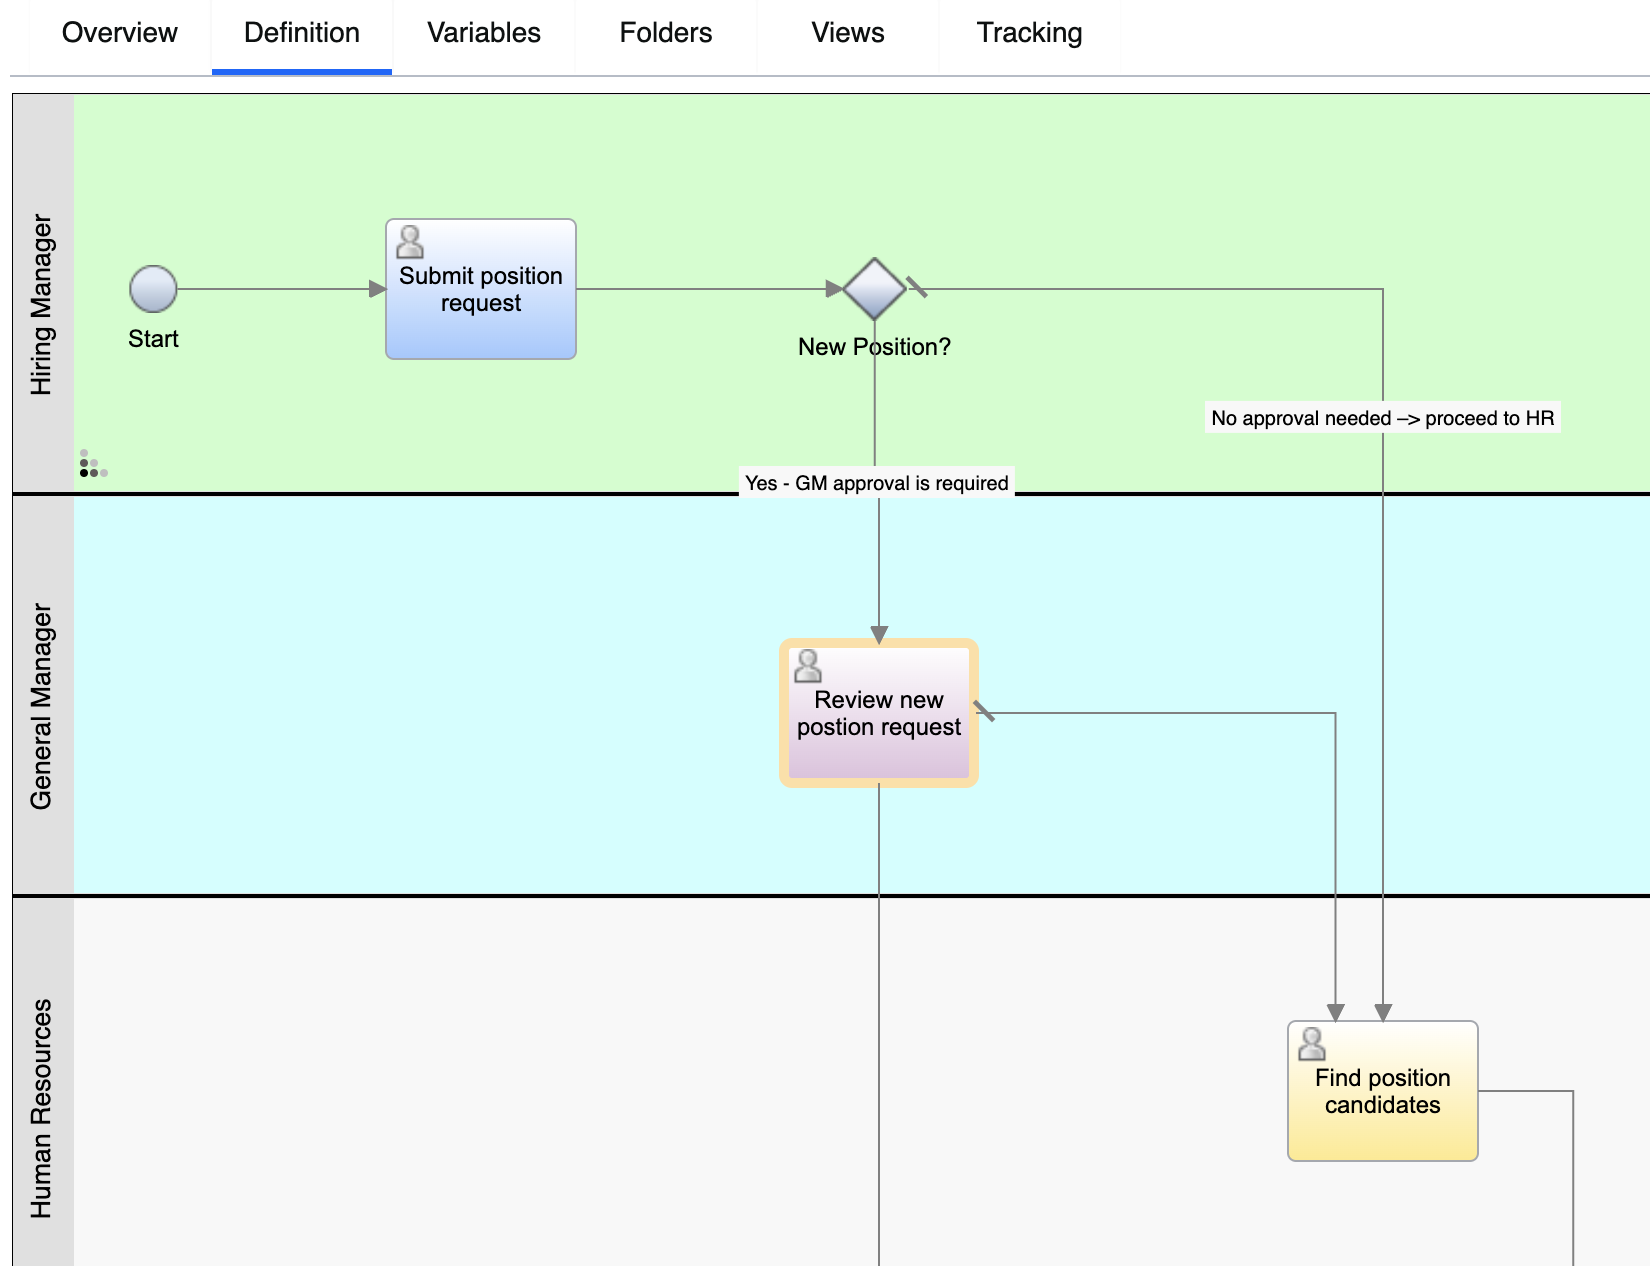 Overview
Definition
Variables
Folders
Views
Tracking
Hiring Manager
Submit position
request
Start
New Position?
No approval needed –> proceed to HR
Yes - GM approval is required
General Manager
Review new
postion request
Human Resources
Find position
candidates